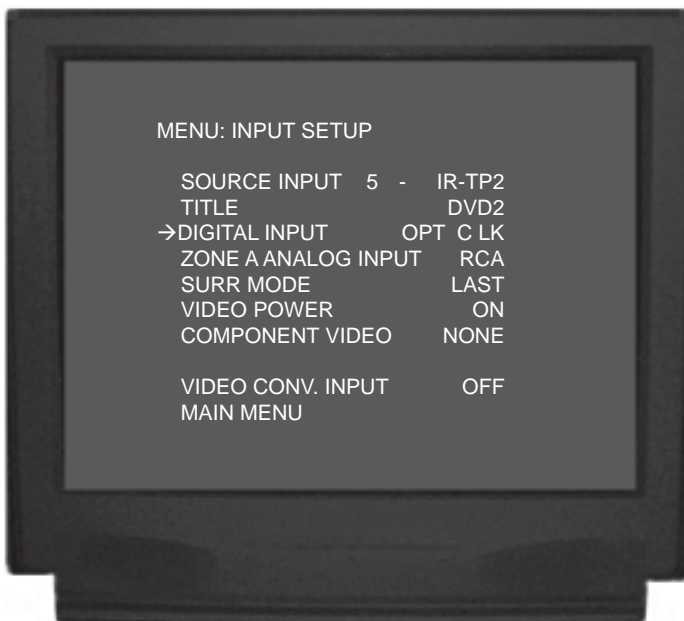 MENU: INPUT SETUP
SOURCE INPUT 5 - IR-TP2
TITLE DVD2
→DIGITAL INPUT OPT C LK
ZONE A ANALOG INPUT RCA
SURR MODE LAST
VIDEO POWER ON
COMPONENT VIDEO NONE
VIDEO CONV. INPUT OFF
MAIN MENU